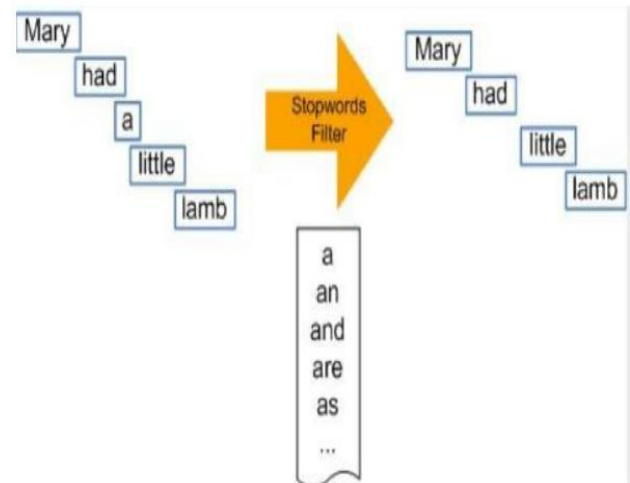 Mary
had
a
little
lamb
Stopwords
Filter
a
an
and
are
as
...
Mary
had
little
lamb